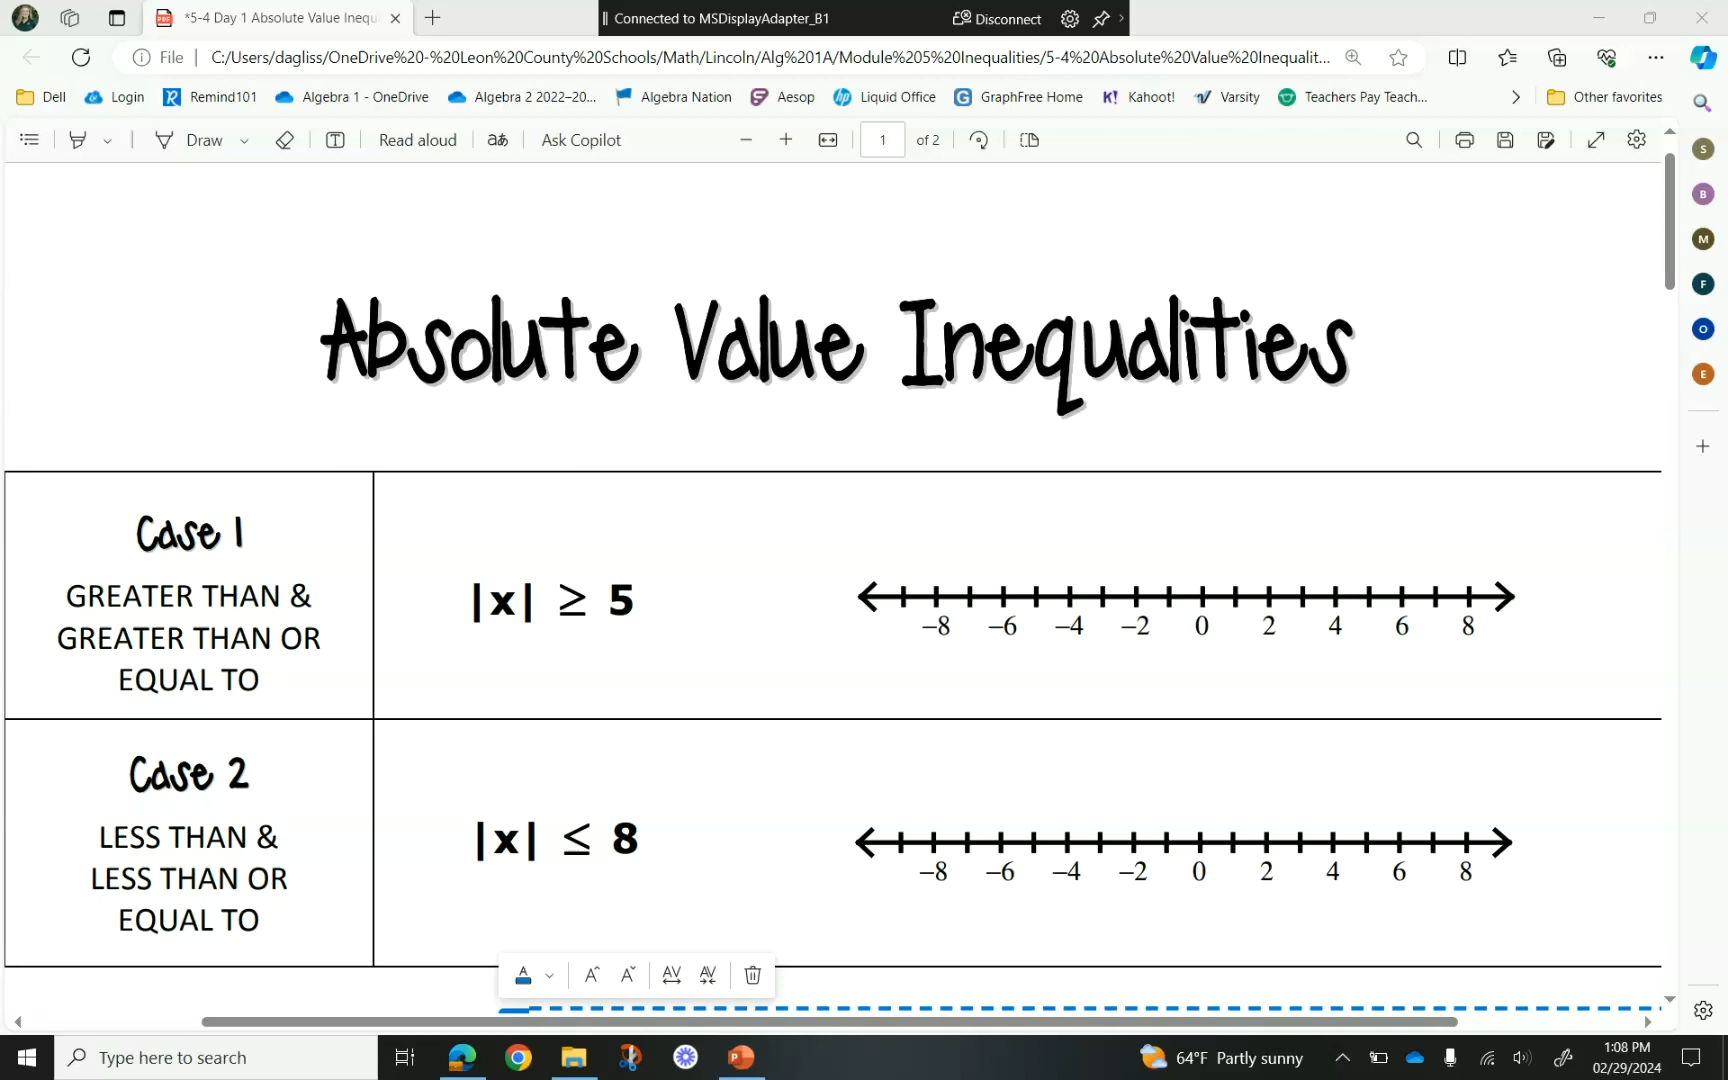 *5-4 Day 1 Absolute Value Inequ
Connected to MSDisplayAdapter_B1
Disconnect
File
C:/Users/dagliss/OneDrive%20-%20Leon%20County%20Schools/Math/Lincoln/Alg%201A/Module%205%20Inequalities/5-4%20Absolute%20Value%20Inequalit...
Dell
Login
Remind101
Algebra 1 - OneDrive
Algebra 2 2022–20...
Algebra Nation
Aesop
Liquid Office
GraphFree Home
K! Kahoot!
Varsity
Teachers Pay Teach...
Other favorites
Draw
Read aloud
aあ
Ask Copilot
1
of 2
S
B
M
F
O
E
Absolute Value Inequalities
Case 1
GREATER THAN &
GREATER THAN OR
EQUAL TO
|x| ≥ 5
–8 –6 –4 –2 0 2 4 6 8
Case 2
LESS THAN &
LESS THAN OR
EQUAL TO
|x| ≤ 8
–8 –6 –4 –2 0 2 4 6 8
A A^ Aˇ AV AV
Type here to search
64°F Partly sunny
1:08 PM
02/29/2024